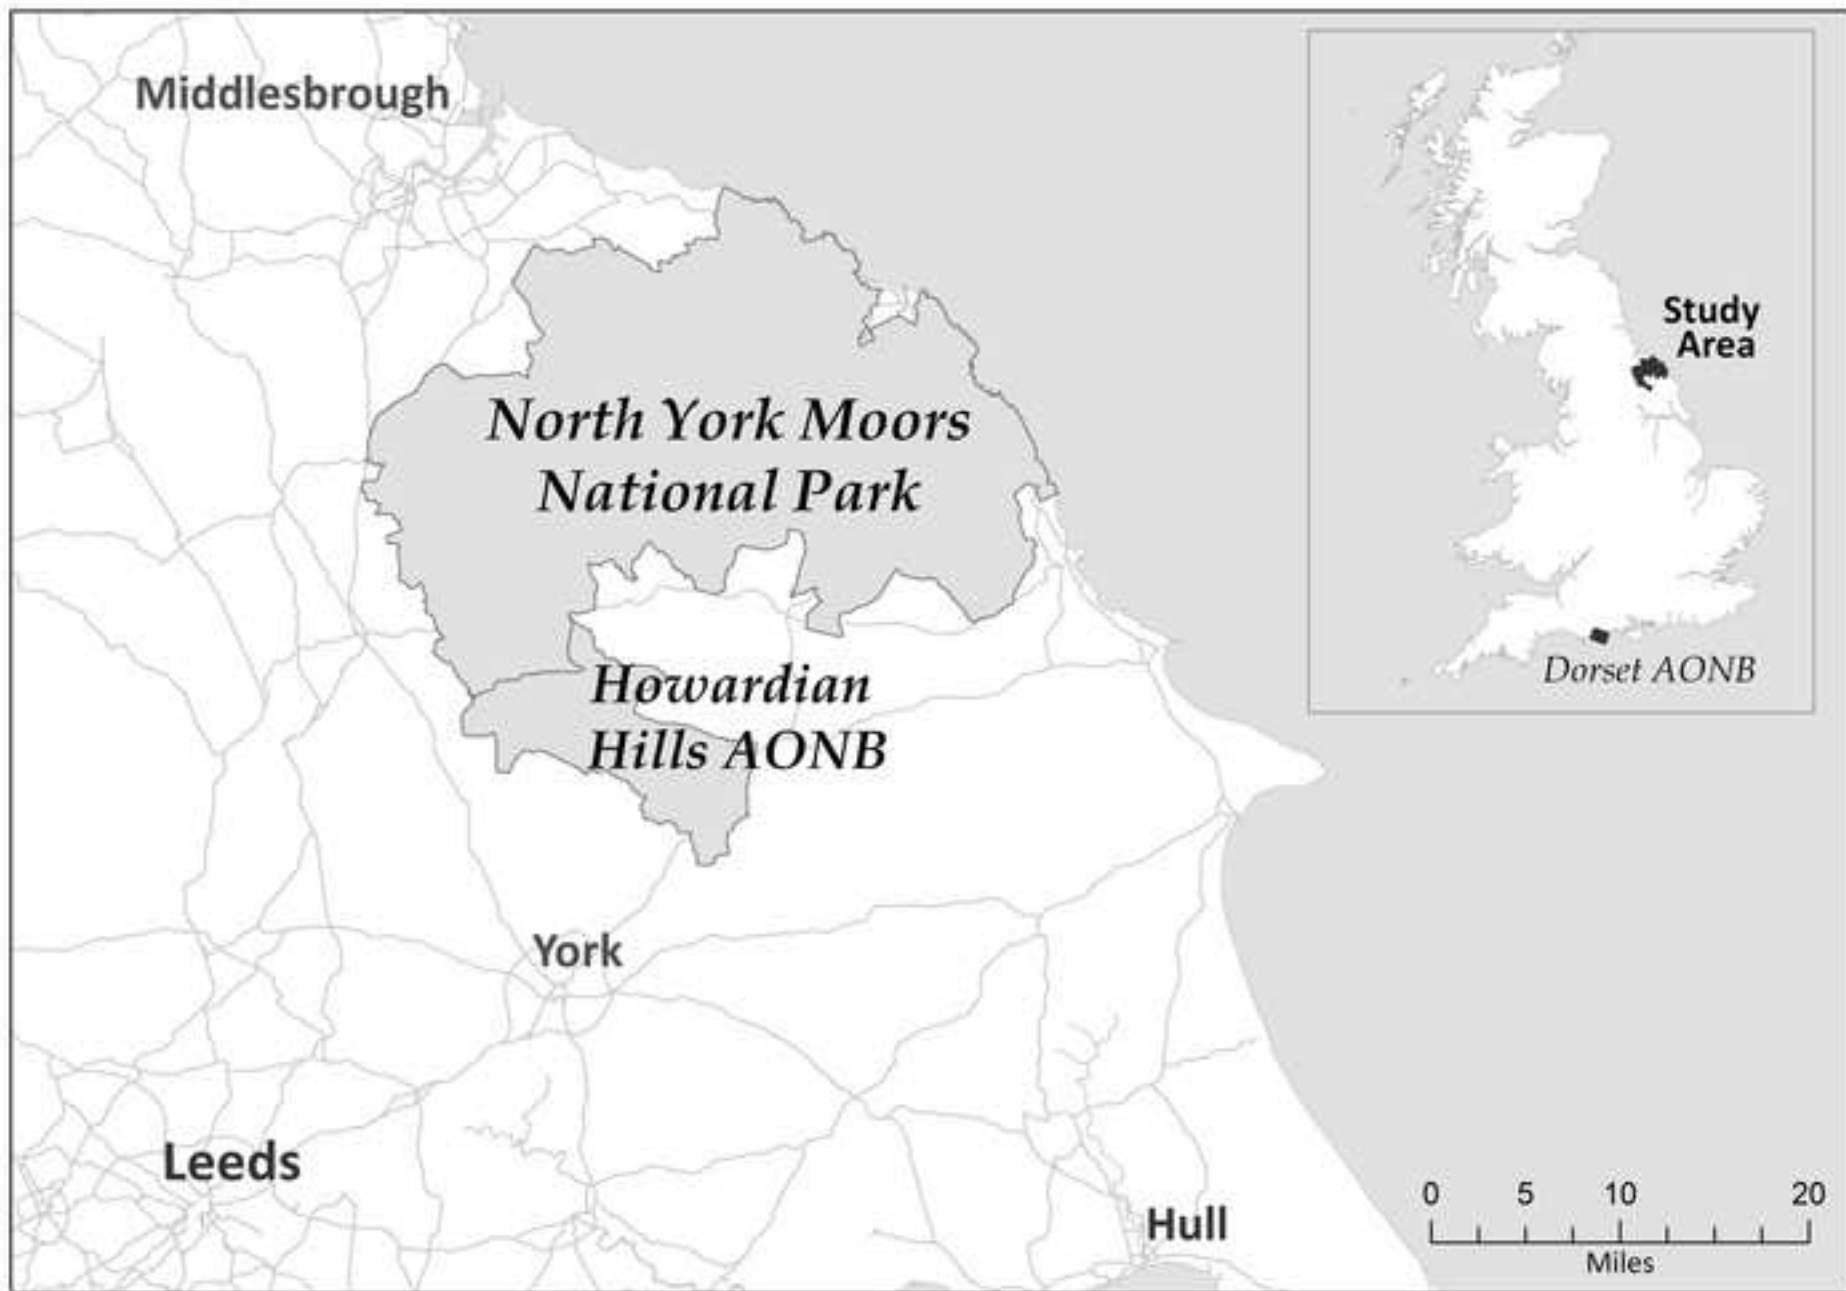 Middlesbrough
North York Moors
National Park
Howardian
Hills AONB
York
Leeds
Hull
Study
Area
Dorset AONB
0 5 10 20
Miles